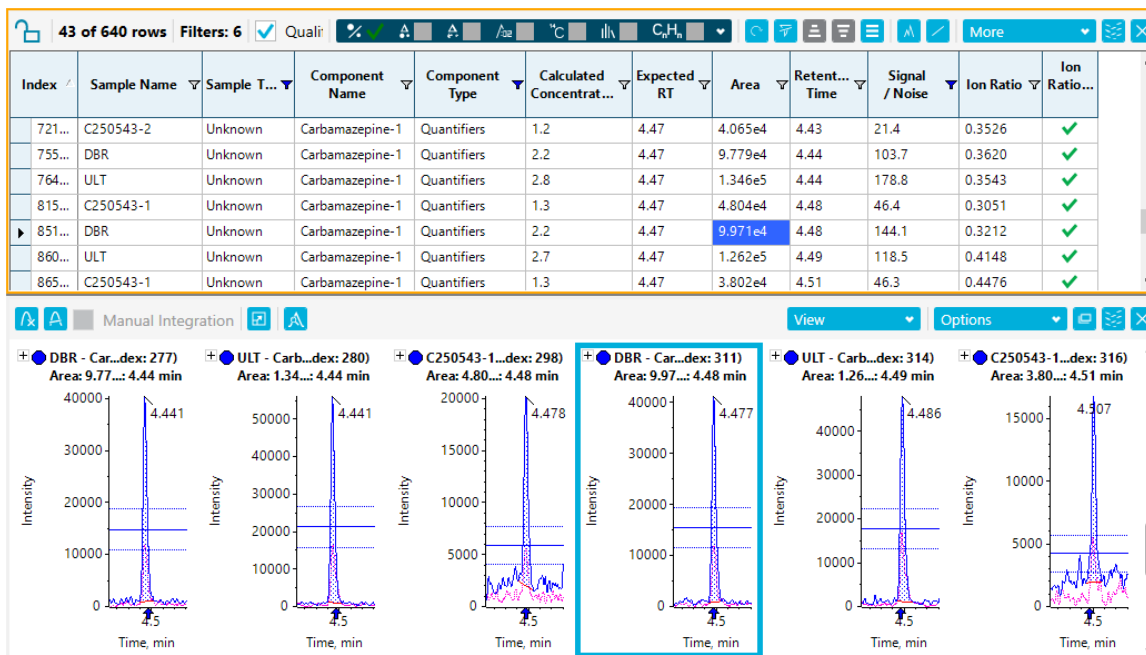 43 of 640 rows Filters: 6 Qualif More
Index Sample Name Sample T... Component Name Component Type Calculated Concentrat... Expected RT Area Retent... Time Signal / Noise Ion Ratio Ion Ratio...
721... C250543-2 Unknown Carbamazepine-1 Quantifiers 1.2 4.47 4.065e4 4.43 21.4 0.3526
755... DBR Unknown Carbamazepine-1 Quantifiers 2.2 4.47 9.779e4 4.44 103.7 0.3620
764... ULT Unknown Carbamazepine-1 Quantifiers 2.8 4.47 1.346e5 4.44 178.8 0.3543
815... C250543-1 Unknown Carbamazepine-1 Quantifiers 1.3 4.47 4.804e4 4.48 46.4 0.3051
851... DBR Unknown Carbamazepine-1 Quantifiers 2.2 4.47 9.971e4 4.48 144.1 0.3212
860... ULT Unknown Carbamazepine-1 Quantifiers 2.7 4.47 1.262e5 4.49 118.5 0.4148
865... C250543-1 Unknown Carbamazepine-1 Quantifiers 1.3 4.47 3.802e4 4.51 46.3 0.4476
Manual Integration View Options
DBR - Car...dex: 277) ULT - Carb...dex: 280) C250543-1...dex: 298) DBR - Car...dex: 311) ULT - Carb...dex: 314) C250543-1...dex: 316)
Area: 9.77...: 4.44 min Area: 1.34...: 4.44 min Area: 4.80...: 4.48 min Area: 9.97...: 4.48 min Area: 1.26...: 4.49 min Area: 3.80...: 4.51 min
Intensity 40000 30000 20000 10000 0 4.441 4.5 Time, min
Intensity 50000 40000 30000 20000 10000 0 4.441 4.5 Time, min
Intensity 20000 15000 10000 5000 0 4.478 4.5 Time, min
Intensity 40000 30000 20000 10000 0 4.477 4.5 Time, min
Intensity 40000 30000 20000 10000 0 4.486 4.5 Time, min
Intensity 15000 10000 5000 0 4.507 4.5 Time, min